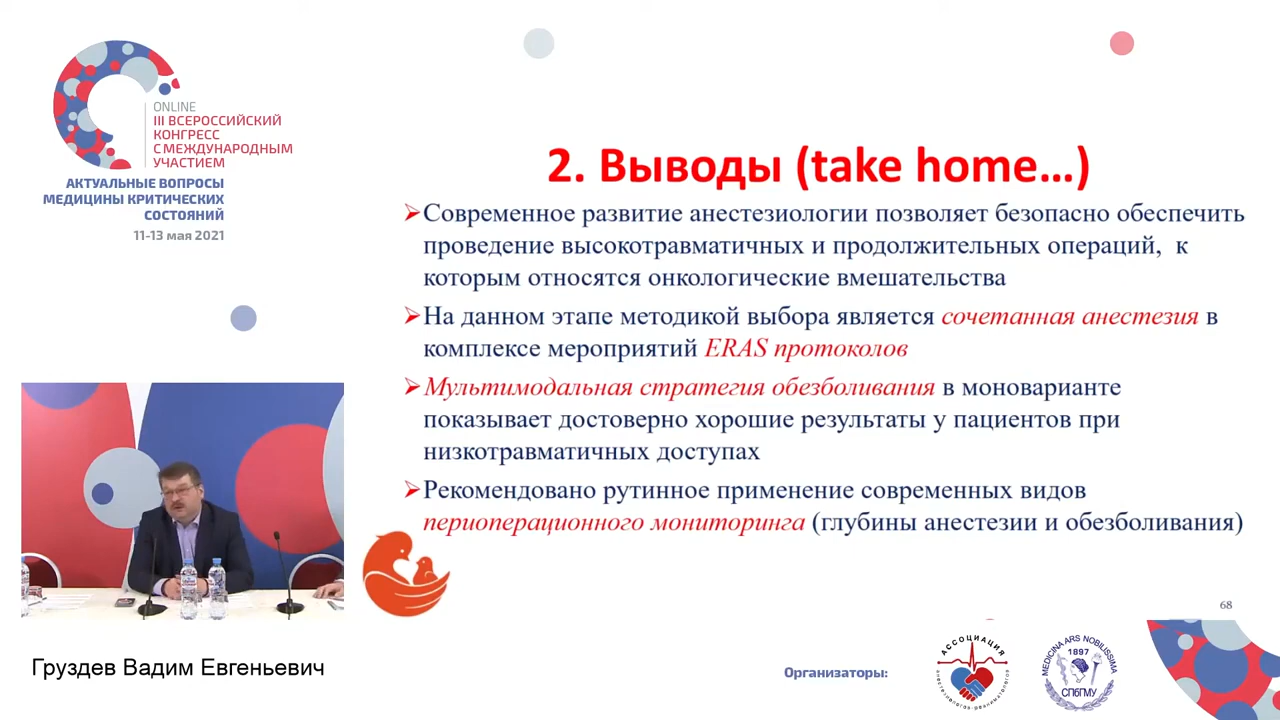 ONLINE
III ВСЕРОССИЙСКИЙ
КОНГРЕСС
С МЕЖДУНАРОДНЫМ
УЧАСТИЕМ
АКТУАЛЬНЫЕ ВОПРОСЫ
МЕДИЦИНЫ КРИТИЧЕСКИХ
СОСТОЯНИЙ
11-13 мая 2021
2. Выводы (take home...)
Современное развитие анестезиологии позволяет безопасно обеспечить
проведение высокотравматичных и продолжительных операций, к
которым относятся онкологические вмешательства
На данном этапе методикой выбора является сочетанная анестезия в
комплексе мероприятий ERAS протоколов
Мультимодальная стратегия обезболивания в моноварианте
показывает достоверно хорошие результаты у пациентов при
низкотравматичных доступах
Рекомендовано рутинное применение современных видов
периоперационного мониторинга (глубины анестезии и обезболивания)
68
Груздев Вадим Евгеньевич
Организаторы:
АССОЦИАЦИЯ
анестезиологов-реаниматологов
MEDICINA ARS NOBILISSIMA
1897
СПбГМУ